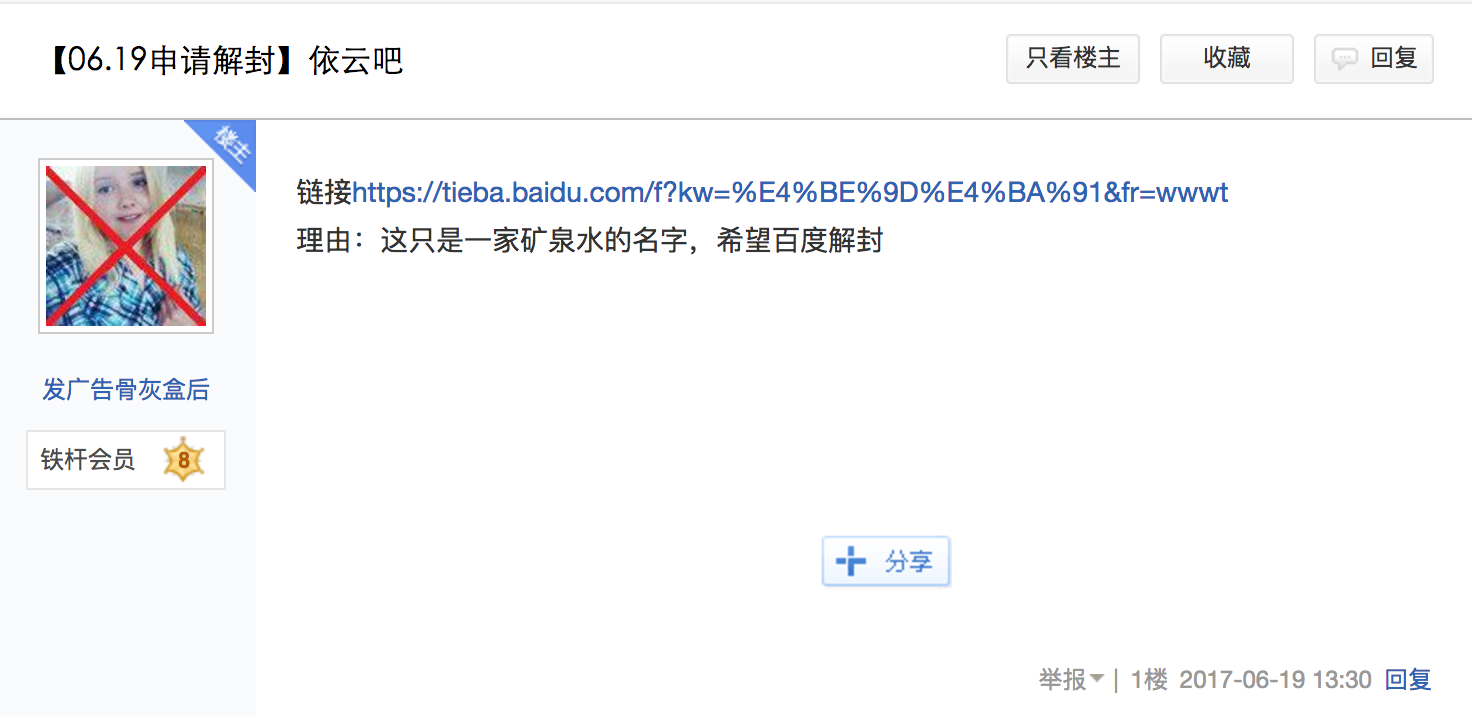 【06.19申请解封】依云吧
只看楼主
收藏
回复
楼主
链接https://tieba.baidu.com/f?kw=%E4%BE%9D%E4%BA%91&fr=wwwt
理由：这只是一家矿泉水的名字，希望百度解封
发广告骨灰盒后
铁杆会员 8
分享
举报 | 1楼 2017-06-19 13:30 回复